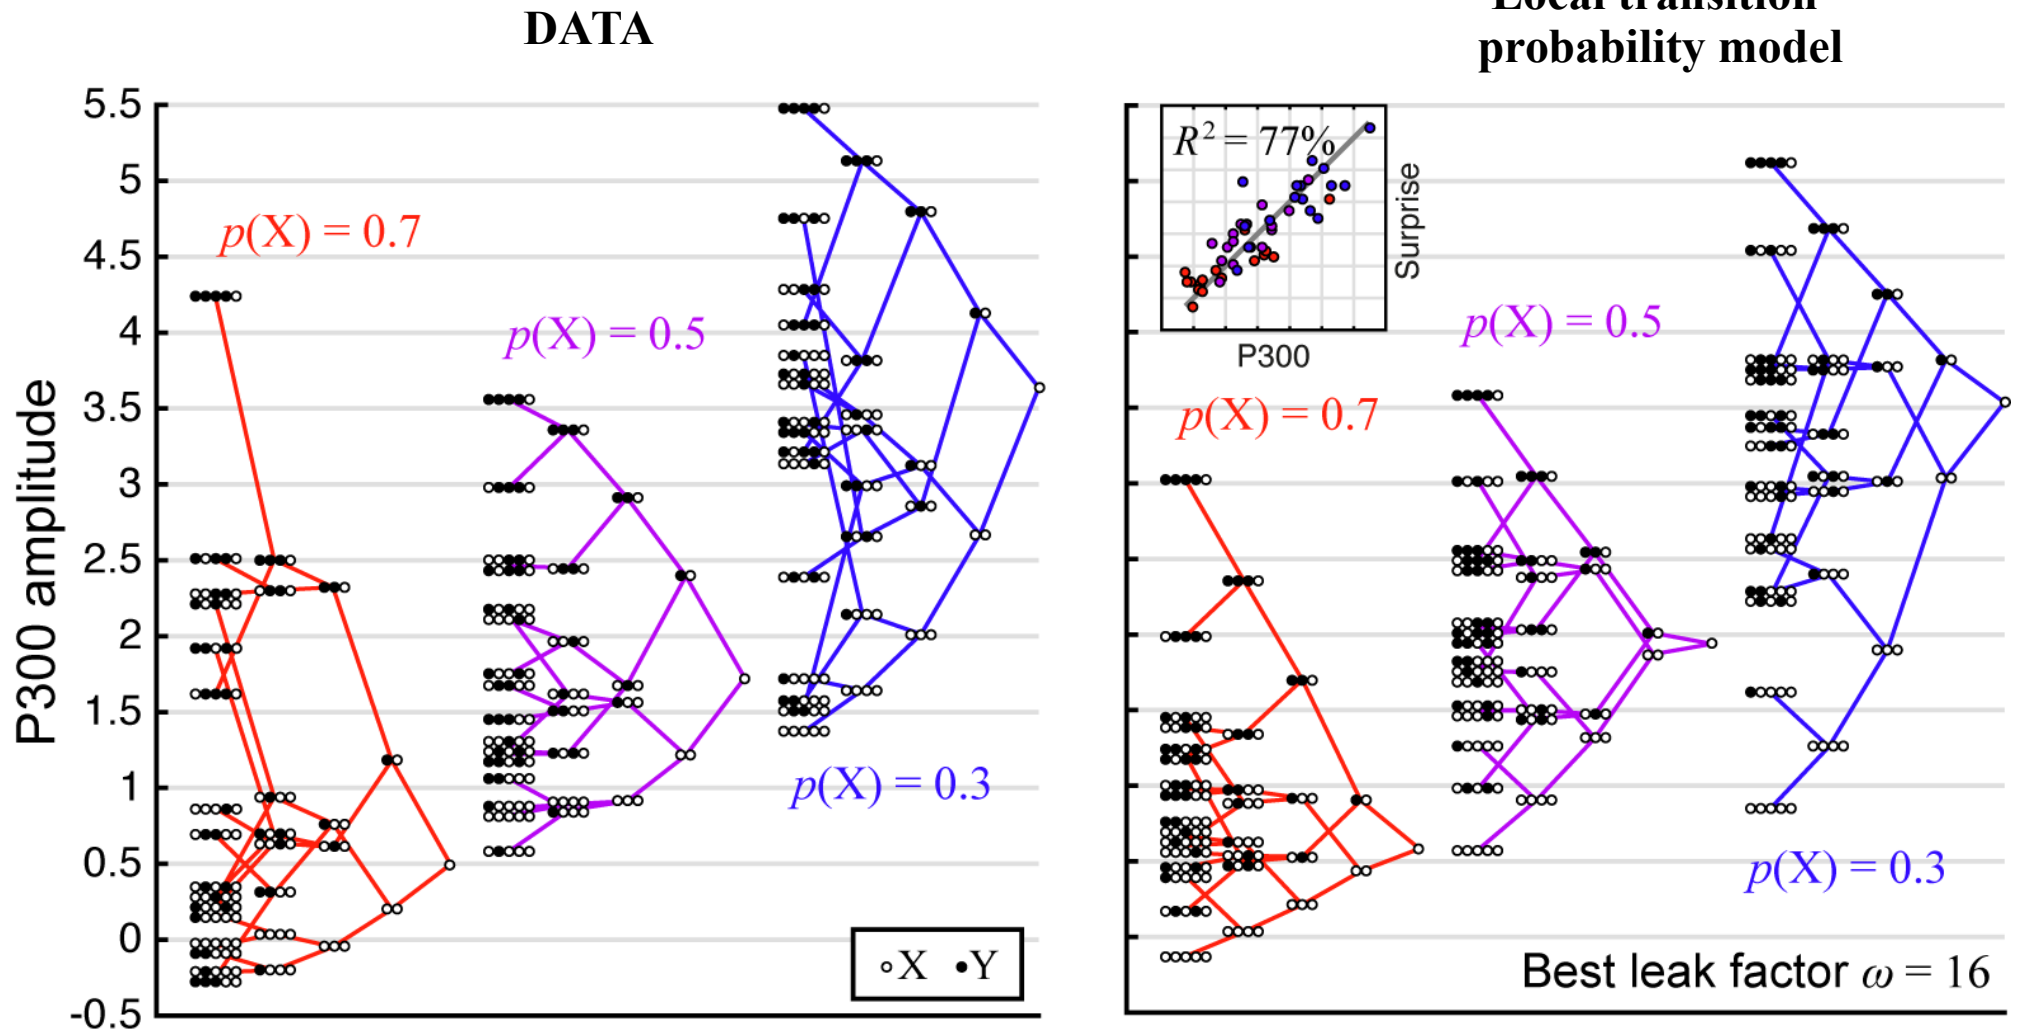 DATA
Local transition
probability model
P300 amplitude
5.5
5
4.5
4
3.5
3
2.5
2
1.5
1
0.5
0
-0.5
p(X) = 0.7
p(X) = 0.5
p(X) = 0.3
X Y
R² = 77%
Surprise
P300
p(X) = 0.7
p(X) = 0.5
p(X) = 0.3
Best leak factor ω = 16